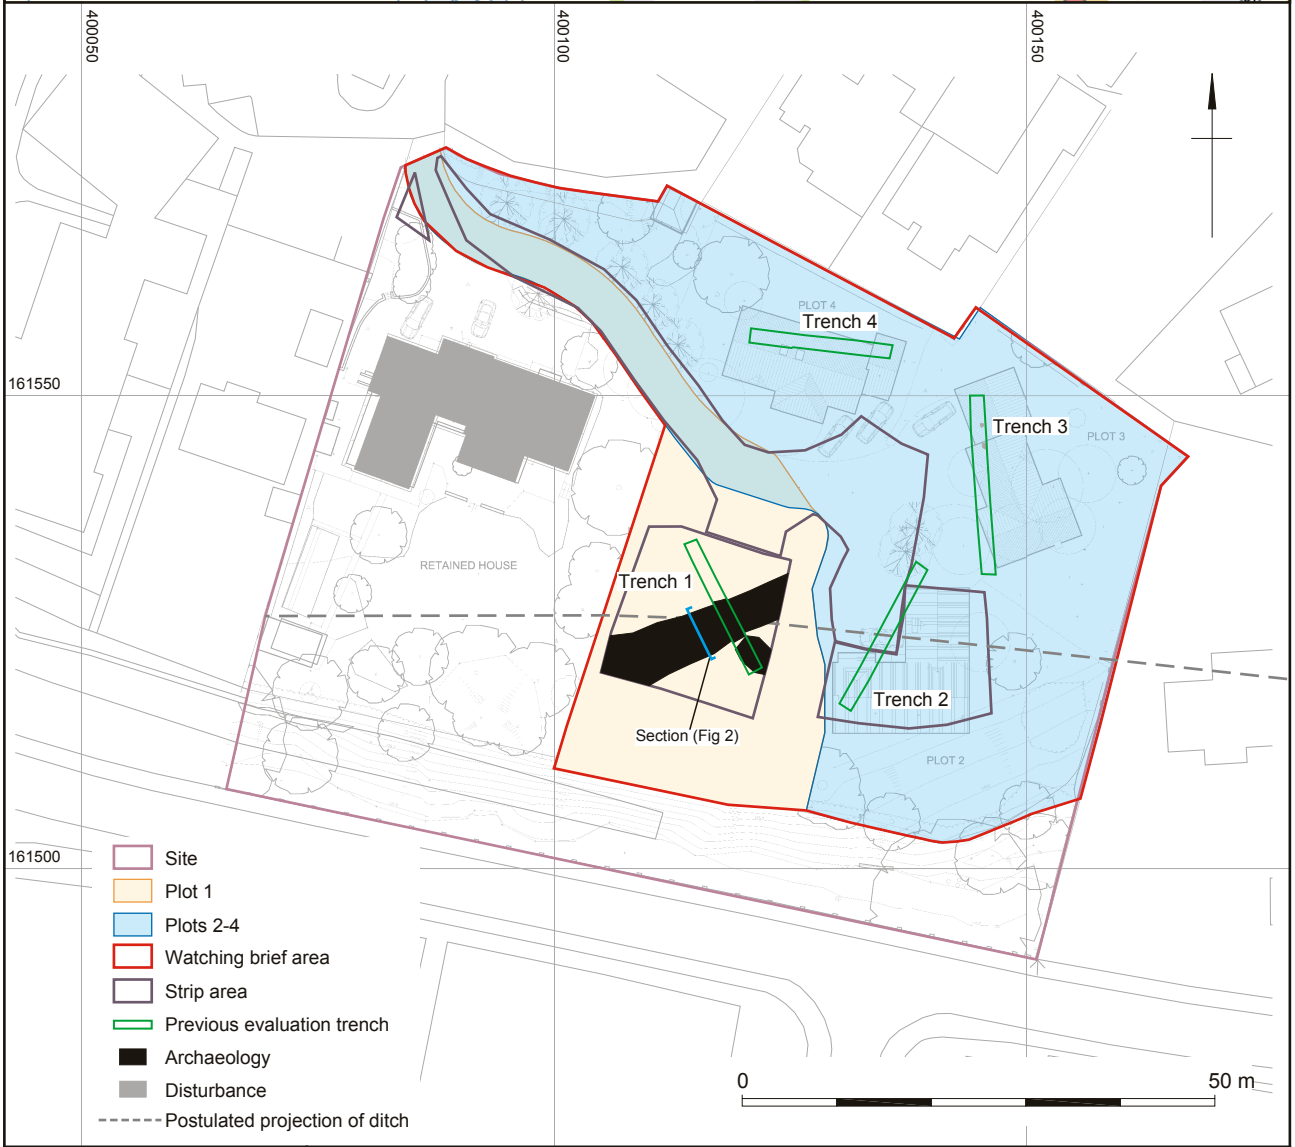 400050
400100
400150
PLOT 4
Trench 4
161550
Trench 3
PLOT 3
RETAINED HOUSE
Trench 1
Trench 2
Section (Fig 2)
PLOT 2
161500
Site
Plot 1
Plots 2-4
Watching brief area
Strip area
Previous evaluation trench
Archaeology
Disturbance
Postulated projection of ditch
0
50 m